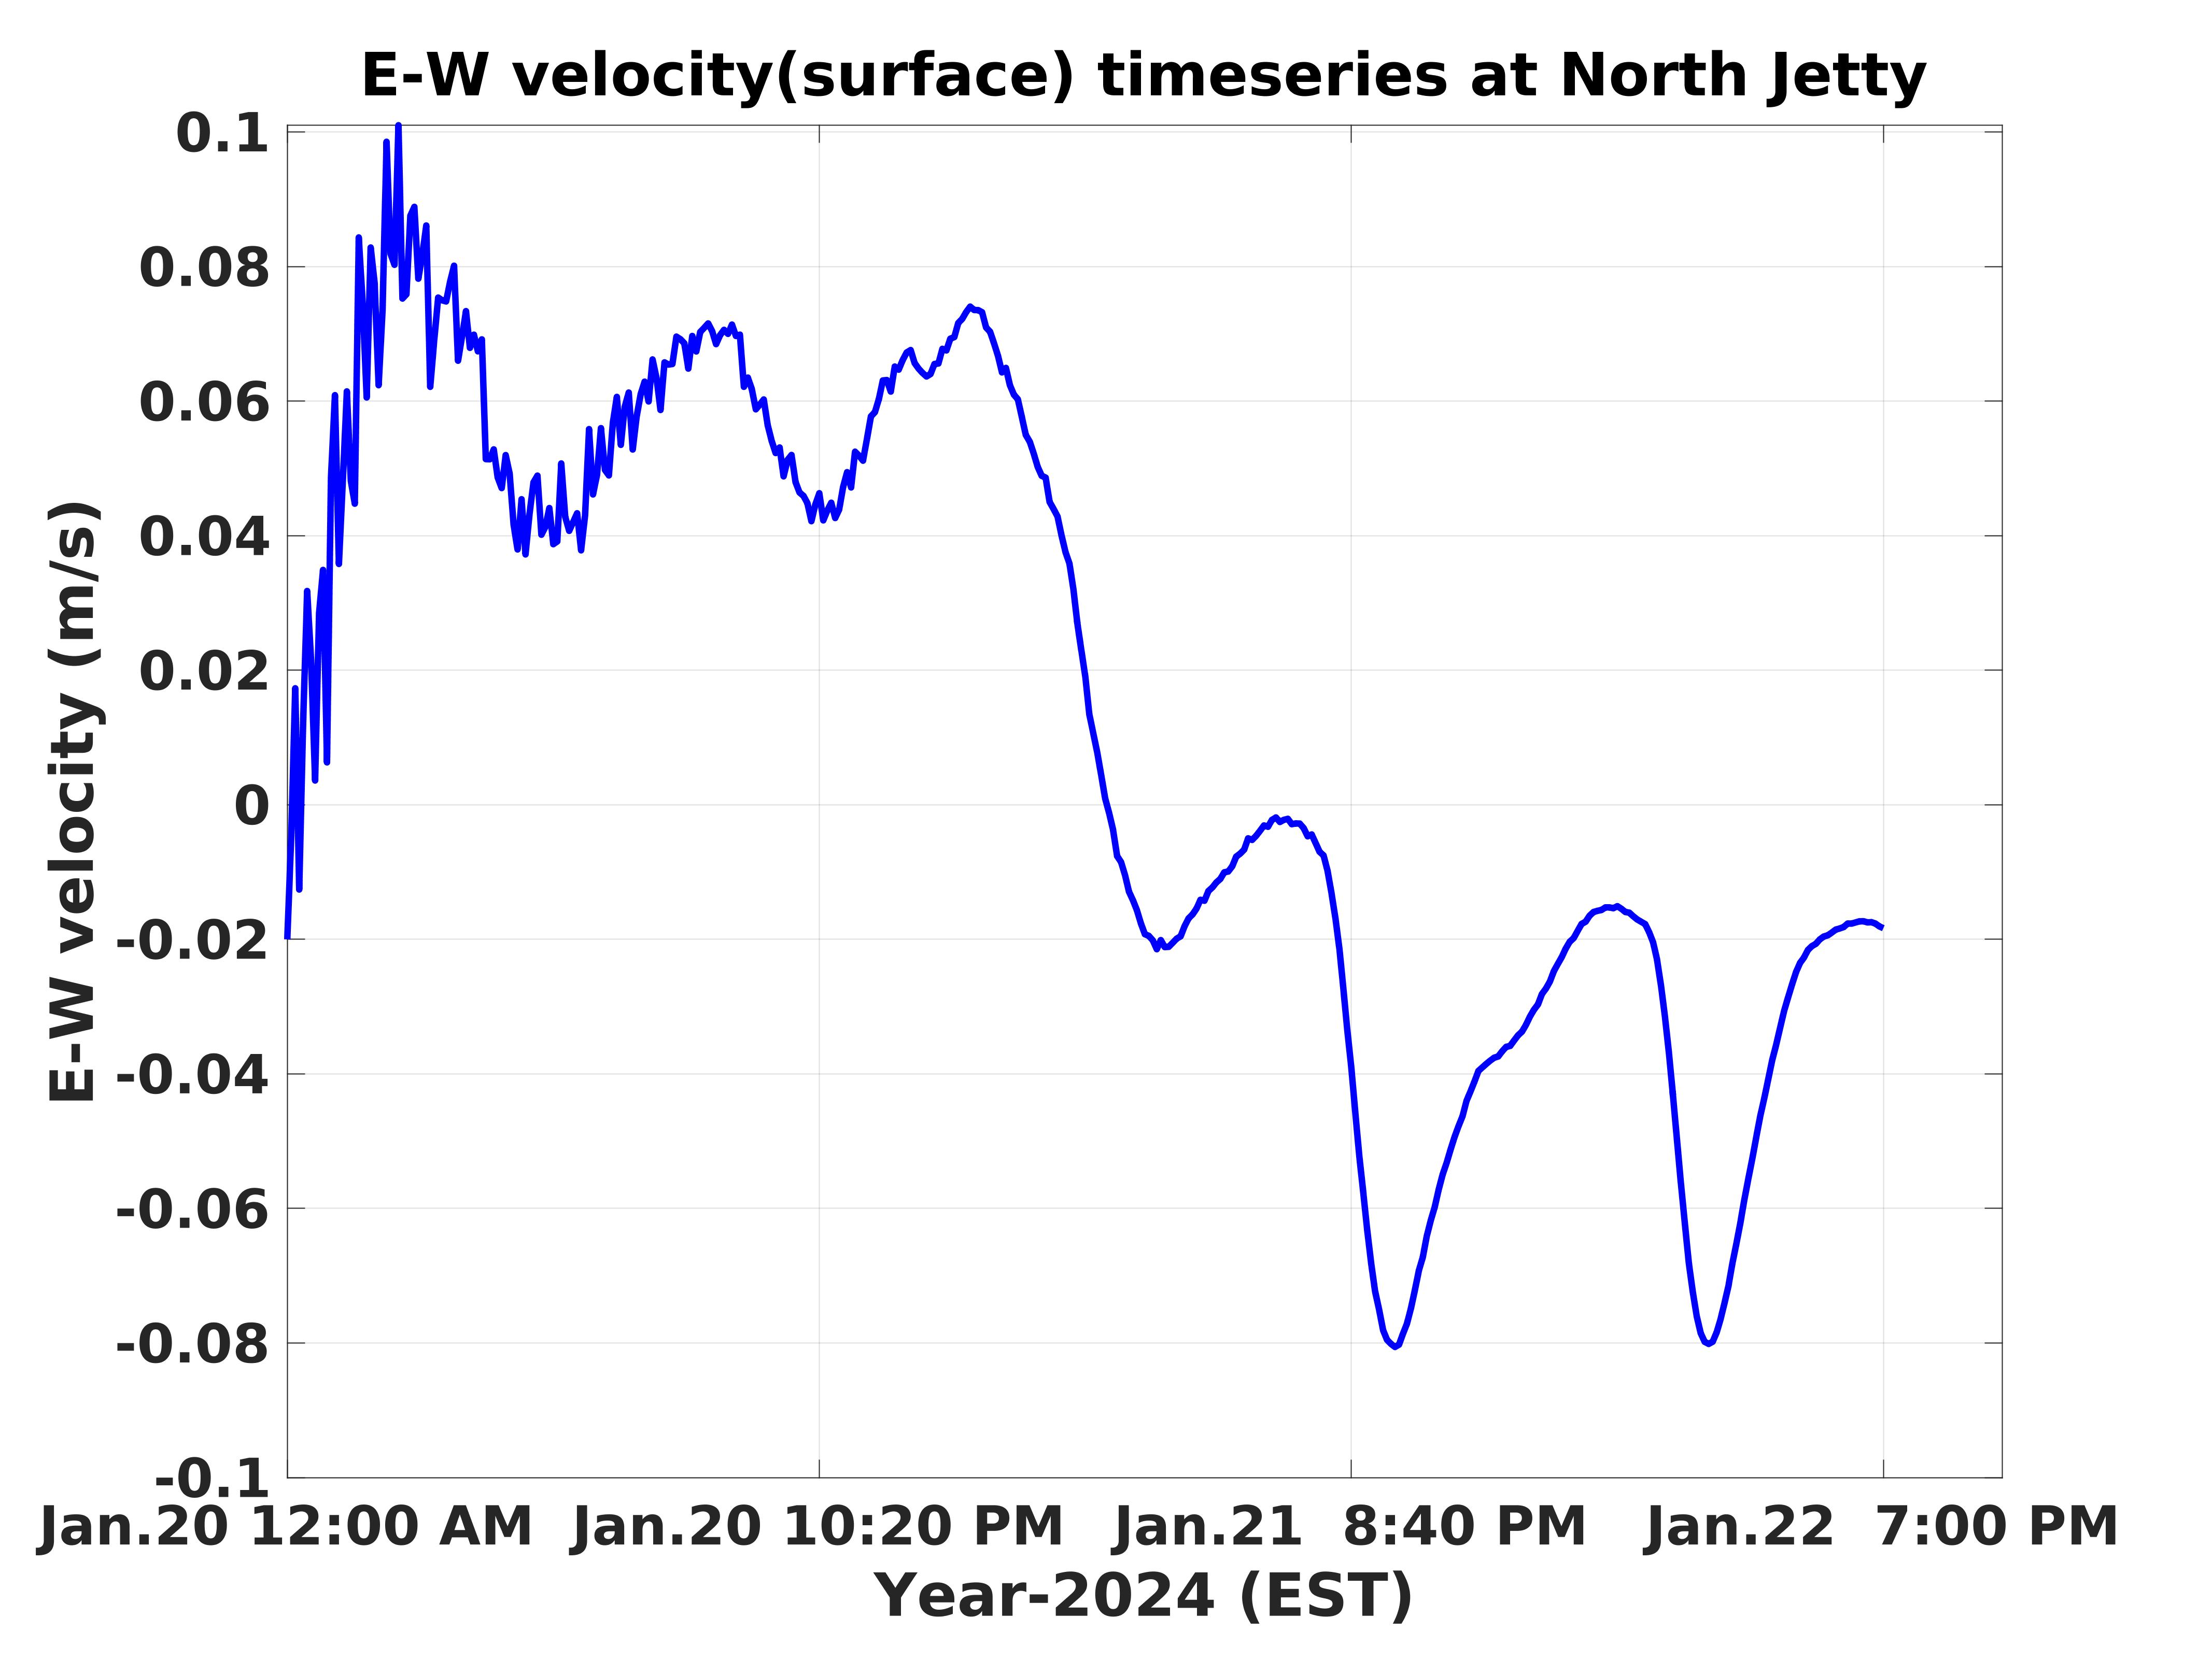 E-W velocity(surface) timeseries at North Jetty
E-W velocity (m/s)
0.1
0.08
0.06
0.04
0.02
0
-0.02
-0.04
-0.06
-0.08
-0.1
Jan.20 12:00 AM Jan.20 10:20 PM Jan.21 8:40 PM Jan.22 7:00 PM
Year-2024 (EST)